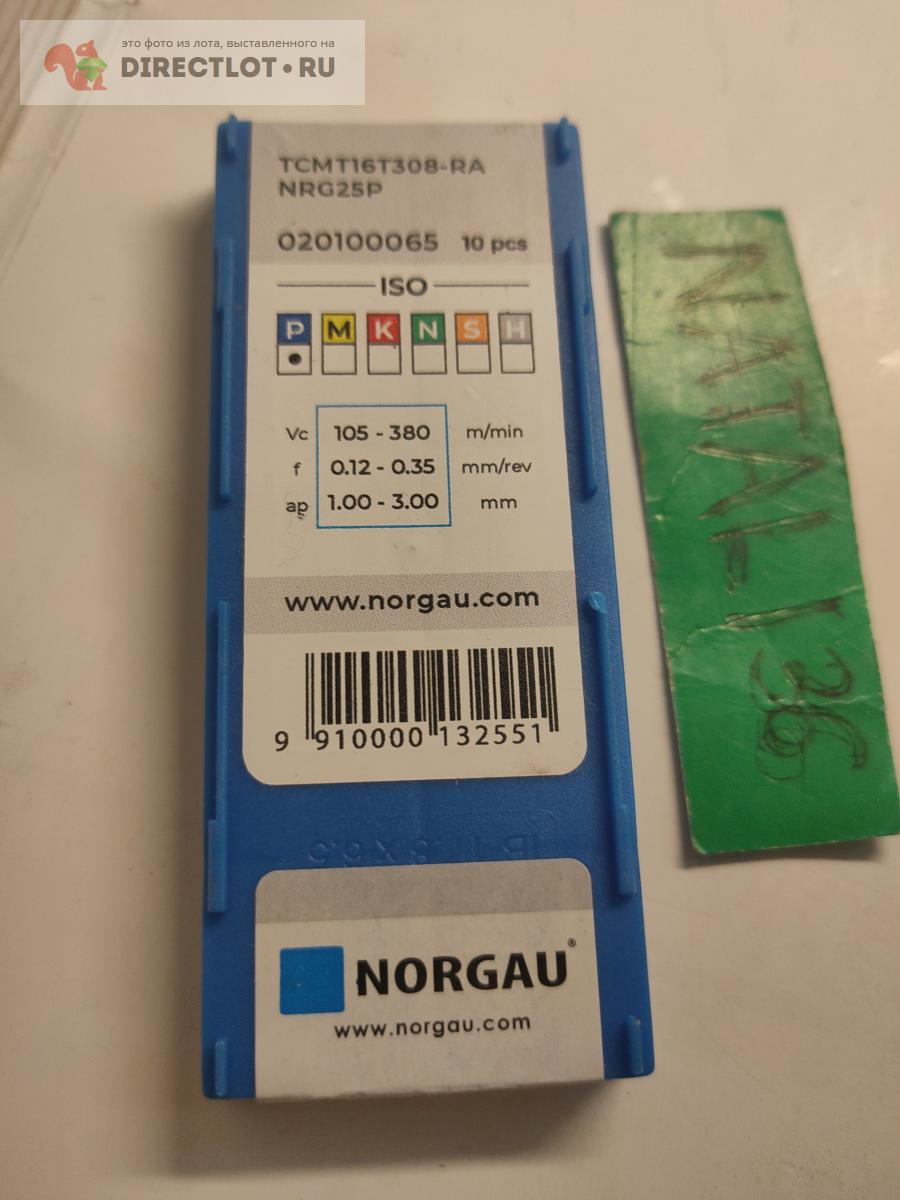 это фото из лота, выставленного на
DIRECTLOT.RU
TCMT16T308-RA
NRG25P
020100065 10 pcs
ISO
P M K N S H
Vc 105 - 380 m/min
f 0.12 - 0.35 mm/rev
ap 1.00 - 3.00 mm
www.norgau.com
9 910000 132551
NORGAU®
www.norgau.com
NATALI36